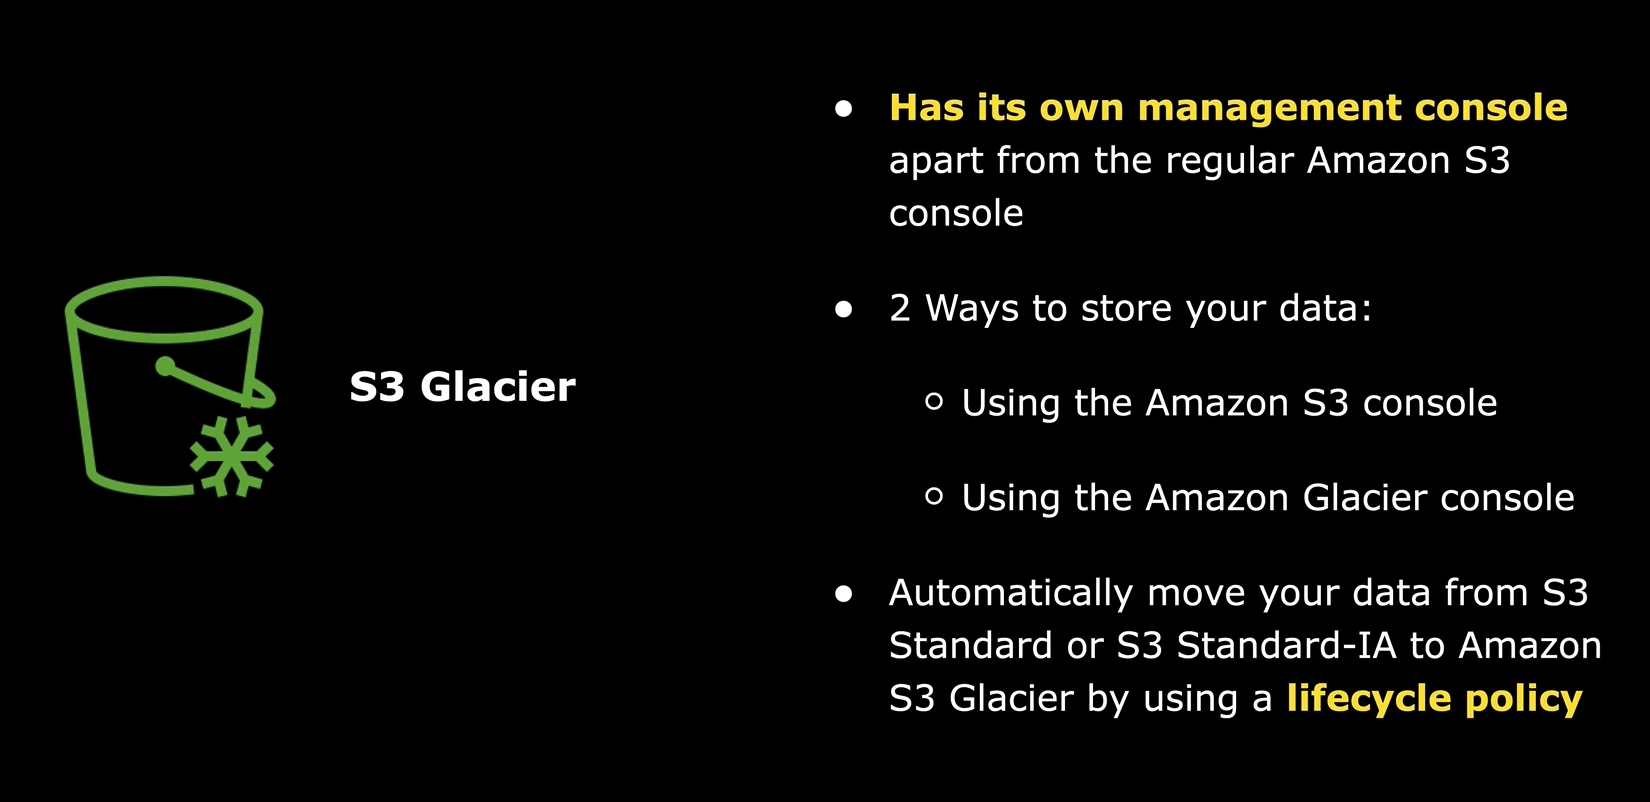 S3 Glacier
● Has its own management console
apart from the regular Amazon S3
console
● 2 Ways to store your data:
○ Using the Amazon S3 console
○ Using the Amazon Glacier console
● Automatically move your data from S3
Standard or S3 Standard-IA to Amazon
S3 Glacier by using a lifecycle policy